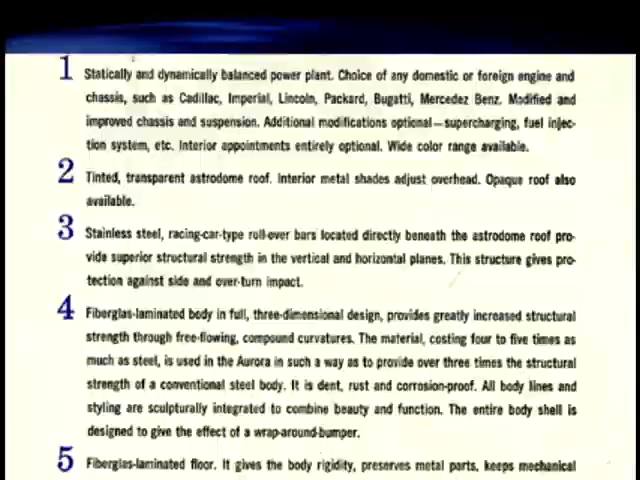 1 Statically and dynamically balanced power plant. Choice of any domestic or foreign engine and
chassis, such as Cadillac, Imperial, Lincoln, Packard, Bugatti, Mercedez Benz. Modified and
improved chassis and suspension. Additional modifications optional—supercharging, fuel injec-
tion system, etc. Interior appointments entirely optional. Wide color range available.
2 Tinted, transparent astrodome roof. Interior metal shades adjust overhead. Opaque roof also
available.
3 Stainless steel, racing-car-type roll-over bars located directly beneath the astrodome roof pro-
vide superior structural strength in the vertical and horizontal planes. This structure gives pro-
tection against side and over-turn impact.
4 Fiberglas-laminated body in full, three-dimensional design, provides greatly increased structural
strength through free-flowing, compound curvatures. The material, costing four to five times as
much as steel, is used in the Aurora in such a way as to provide over three times the structural
strength of a conventional steel body. It is dent, rust and corrosion-proof. All body lines and
styling are sculpturally integrated to combine beauty and function. The entire body shell is
designed to give the effect of a wrap-around-bumper.
5 Fiberglas-laminated floor. It gives the body rigidity, preserves metal parts, keeps mechanical